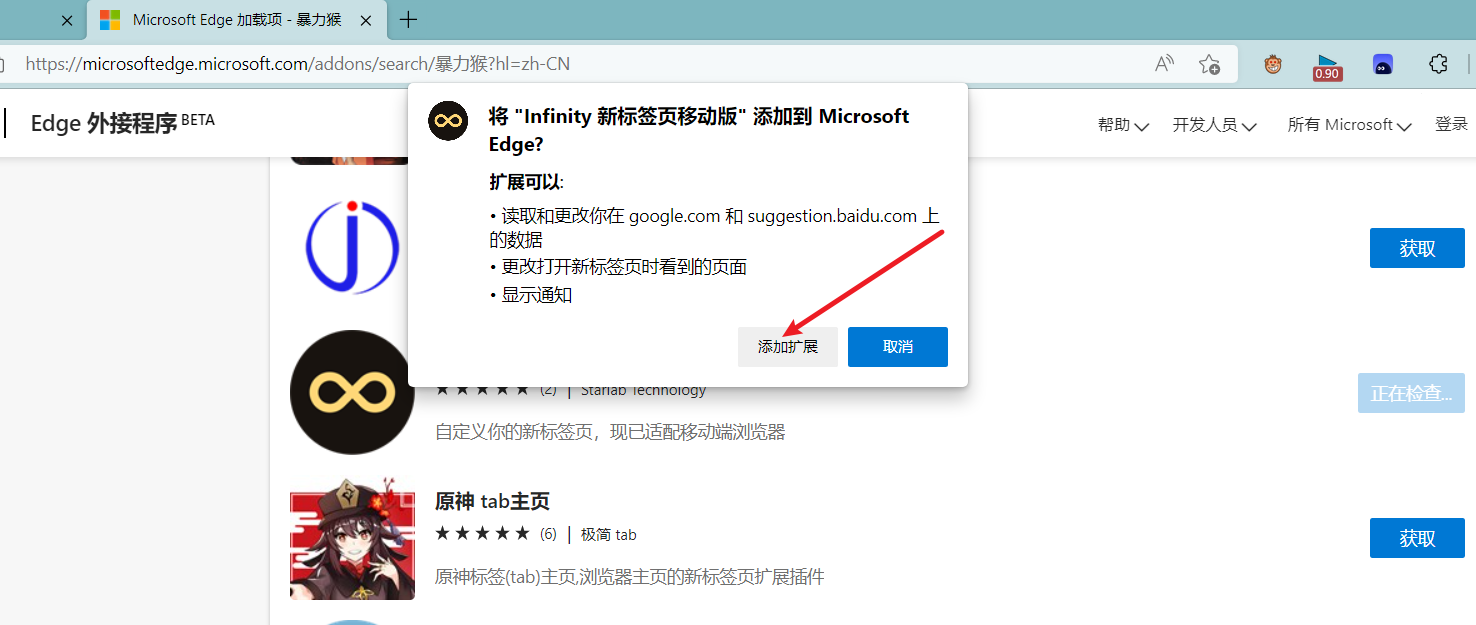 Microsoft Edge 加载项 - 暴力猴
https://microsoftedge.microsoft.com/addons/search/暴力猴?hl=zh-CN
0.90
Edge 外接程序 BETA
帮助
开发人员
所有 Microsoft
登录
将 "Infinity 新标签页移动版" 添加到 Microsoft
Edge?
扩展可以:
• 读取和更改你在 google.com 和 suggestion.baidu.com 上
的数据
• 更改打开新标签页时看到的页面
• 显示通知
添加扩展
取消
获取
★ ★ ★ ★ ★ (2) | Starlab Technology
正在检查...
自定义你的新标签页，现已适配移动端浏览器
原神 tab主页
★ ★ ★ ★ ★ (6) | 极简 tab
获取
原神标签(tab)主页,浏览器主页的新标签页扩展插件